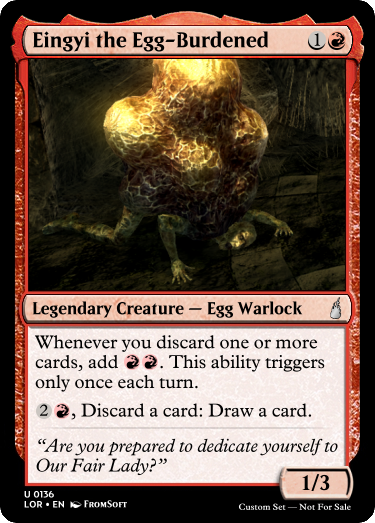 Eingyi the Egg-Burdened 1
Legendary Creature — Egg Warlock
Whenever you discard one or more
cards, add . This ability triggers
only once each turn.
2 , Discard a card: Draw a card.
“Are you prepared to dedicate yourself to
Our Fair Lady?”
1/3
U 0136
LOR • EN FromSoft
Custom Set — Not For Sale